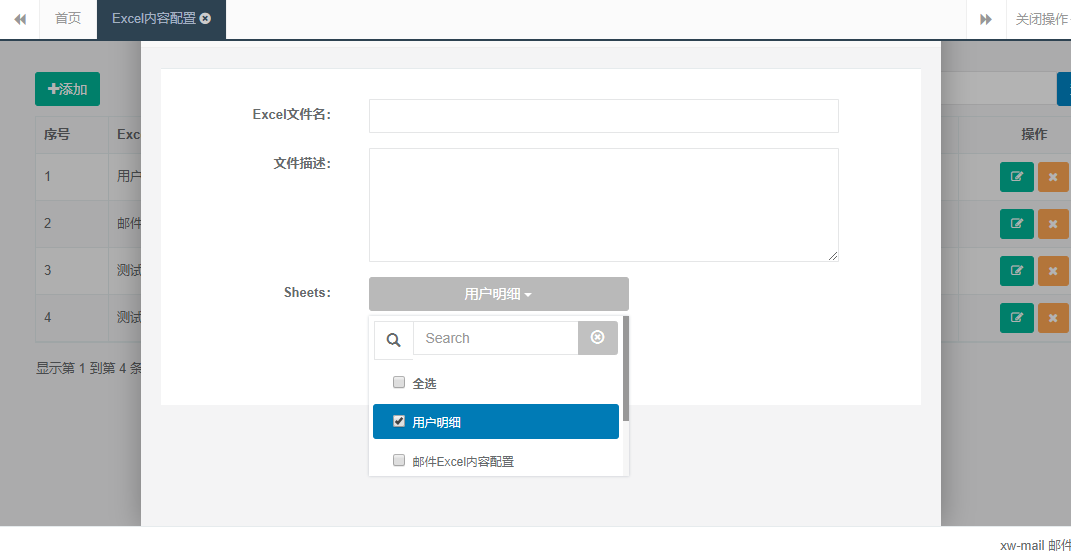 首页 Excel内容配置 关闭操作
添加
序号 Exc 操作
1 用户
2 邮件
3 测试
4 测试
显示第 1 到第 4 条
Excel文件名：
文件描述：
Sheets： 用户明细
Search
全选
用户明细
邮件Excel内容配置
xw-mail 邮件